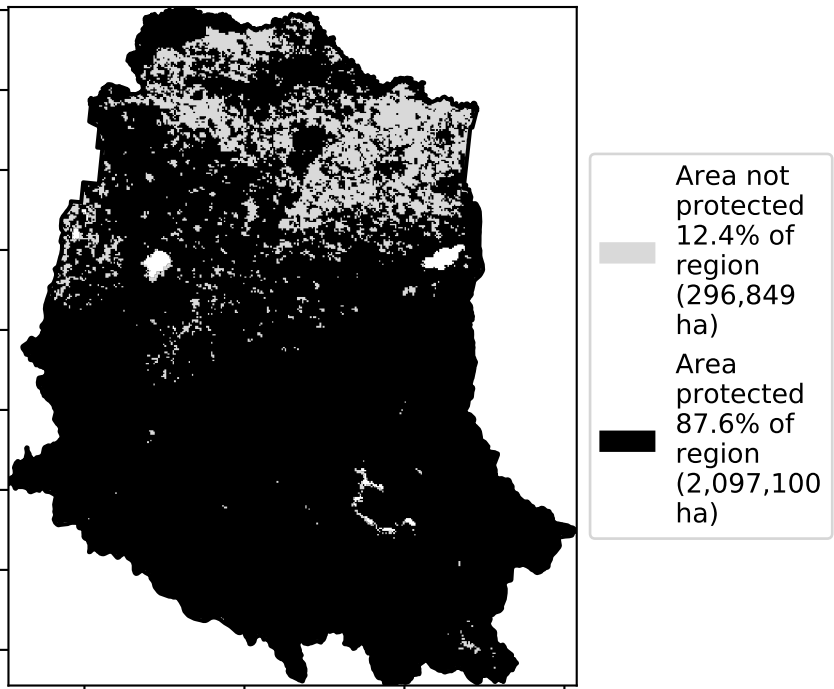 Area not
protected
12.4% of
region
(296,849
ha)
Area
protected
87.6% of
region
(2,097,100
ha)